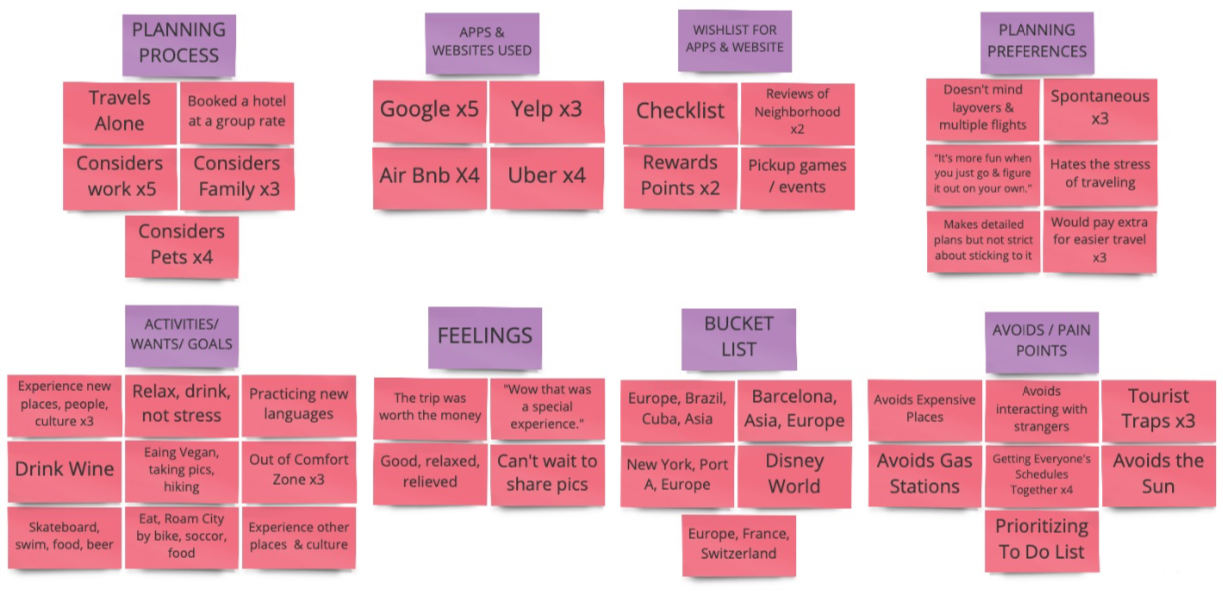 PLANNING
PROCESS
Travels
Alone
Booked a hotel
at a group rate
Considers
work x5
Considers
Family x3
Considers
Pets x4
APPS &
WEBSITES USED
Google x5
Yelp x3
Air Bnb X4
Uber x4
WISHLIST FOR
APPS & WEBSITE
Checklist
Reviews of
Neighborhood
x2
Rewards
Points x2
Pickup games
/ events
PLANNING
PREFERENCES
Doesn't mind
layovers &
multiple flights
Spontaneous
x3
"It's more fun when
you just go & figure
it out on your own."
Hates the stress
of traveling
Makes detailed
plans but not strict
about sticking to it
Would pay extra
for easier travel
x3
ACTIVITIES/
WANTS/ GOALS
Experience new
places, people,
culture x3
Relax, drink,
not stress
Practicing new
languages
Drink Wine
Eaing Vegan,
taking pics,
hiking
Out of Comfort
Zone x3
Skateboard,
swim, food, beer
Eat, Roam City
by bike, soccor,
food
Experience other
places & culture
FEELINGS
The trip was
worth the money
"Wow that was
a special
experience."
Good, relaxed,
relieved
Can't wait to
share pics
BUCKET
LIST
Europe, Brazil,
Cuba, Asia
Barcelona,
Asia, Europe
New York, Port
A, Europe
Disney
World
Europe, France,
Switzerland
AVOIDS / PAIN
POINTS
Avoids Expensive
Places
Avoids
interacting with
strangers
Tourist
Traps x3
Avoids Gas
Stations
Getting Everyone's
Schedules
Together x4
Avoids the
Sun
Prioritizing
To Do List